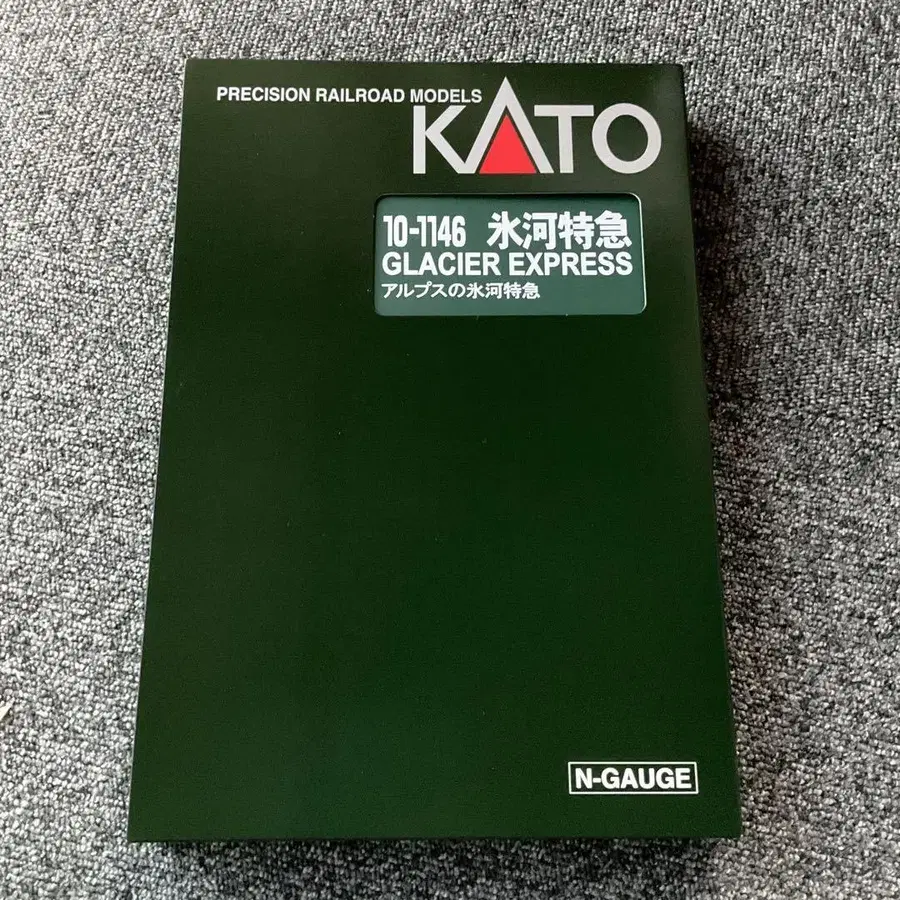 PRECISION RAILROAD MODELS
KATO
10-1146 氷河特急
GLACIER EXPRESS
アルプスの氷河特急
N-GAUGE